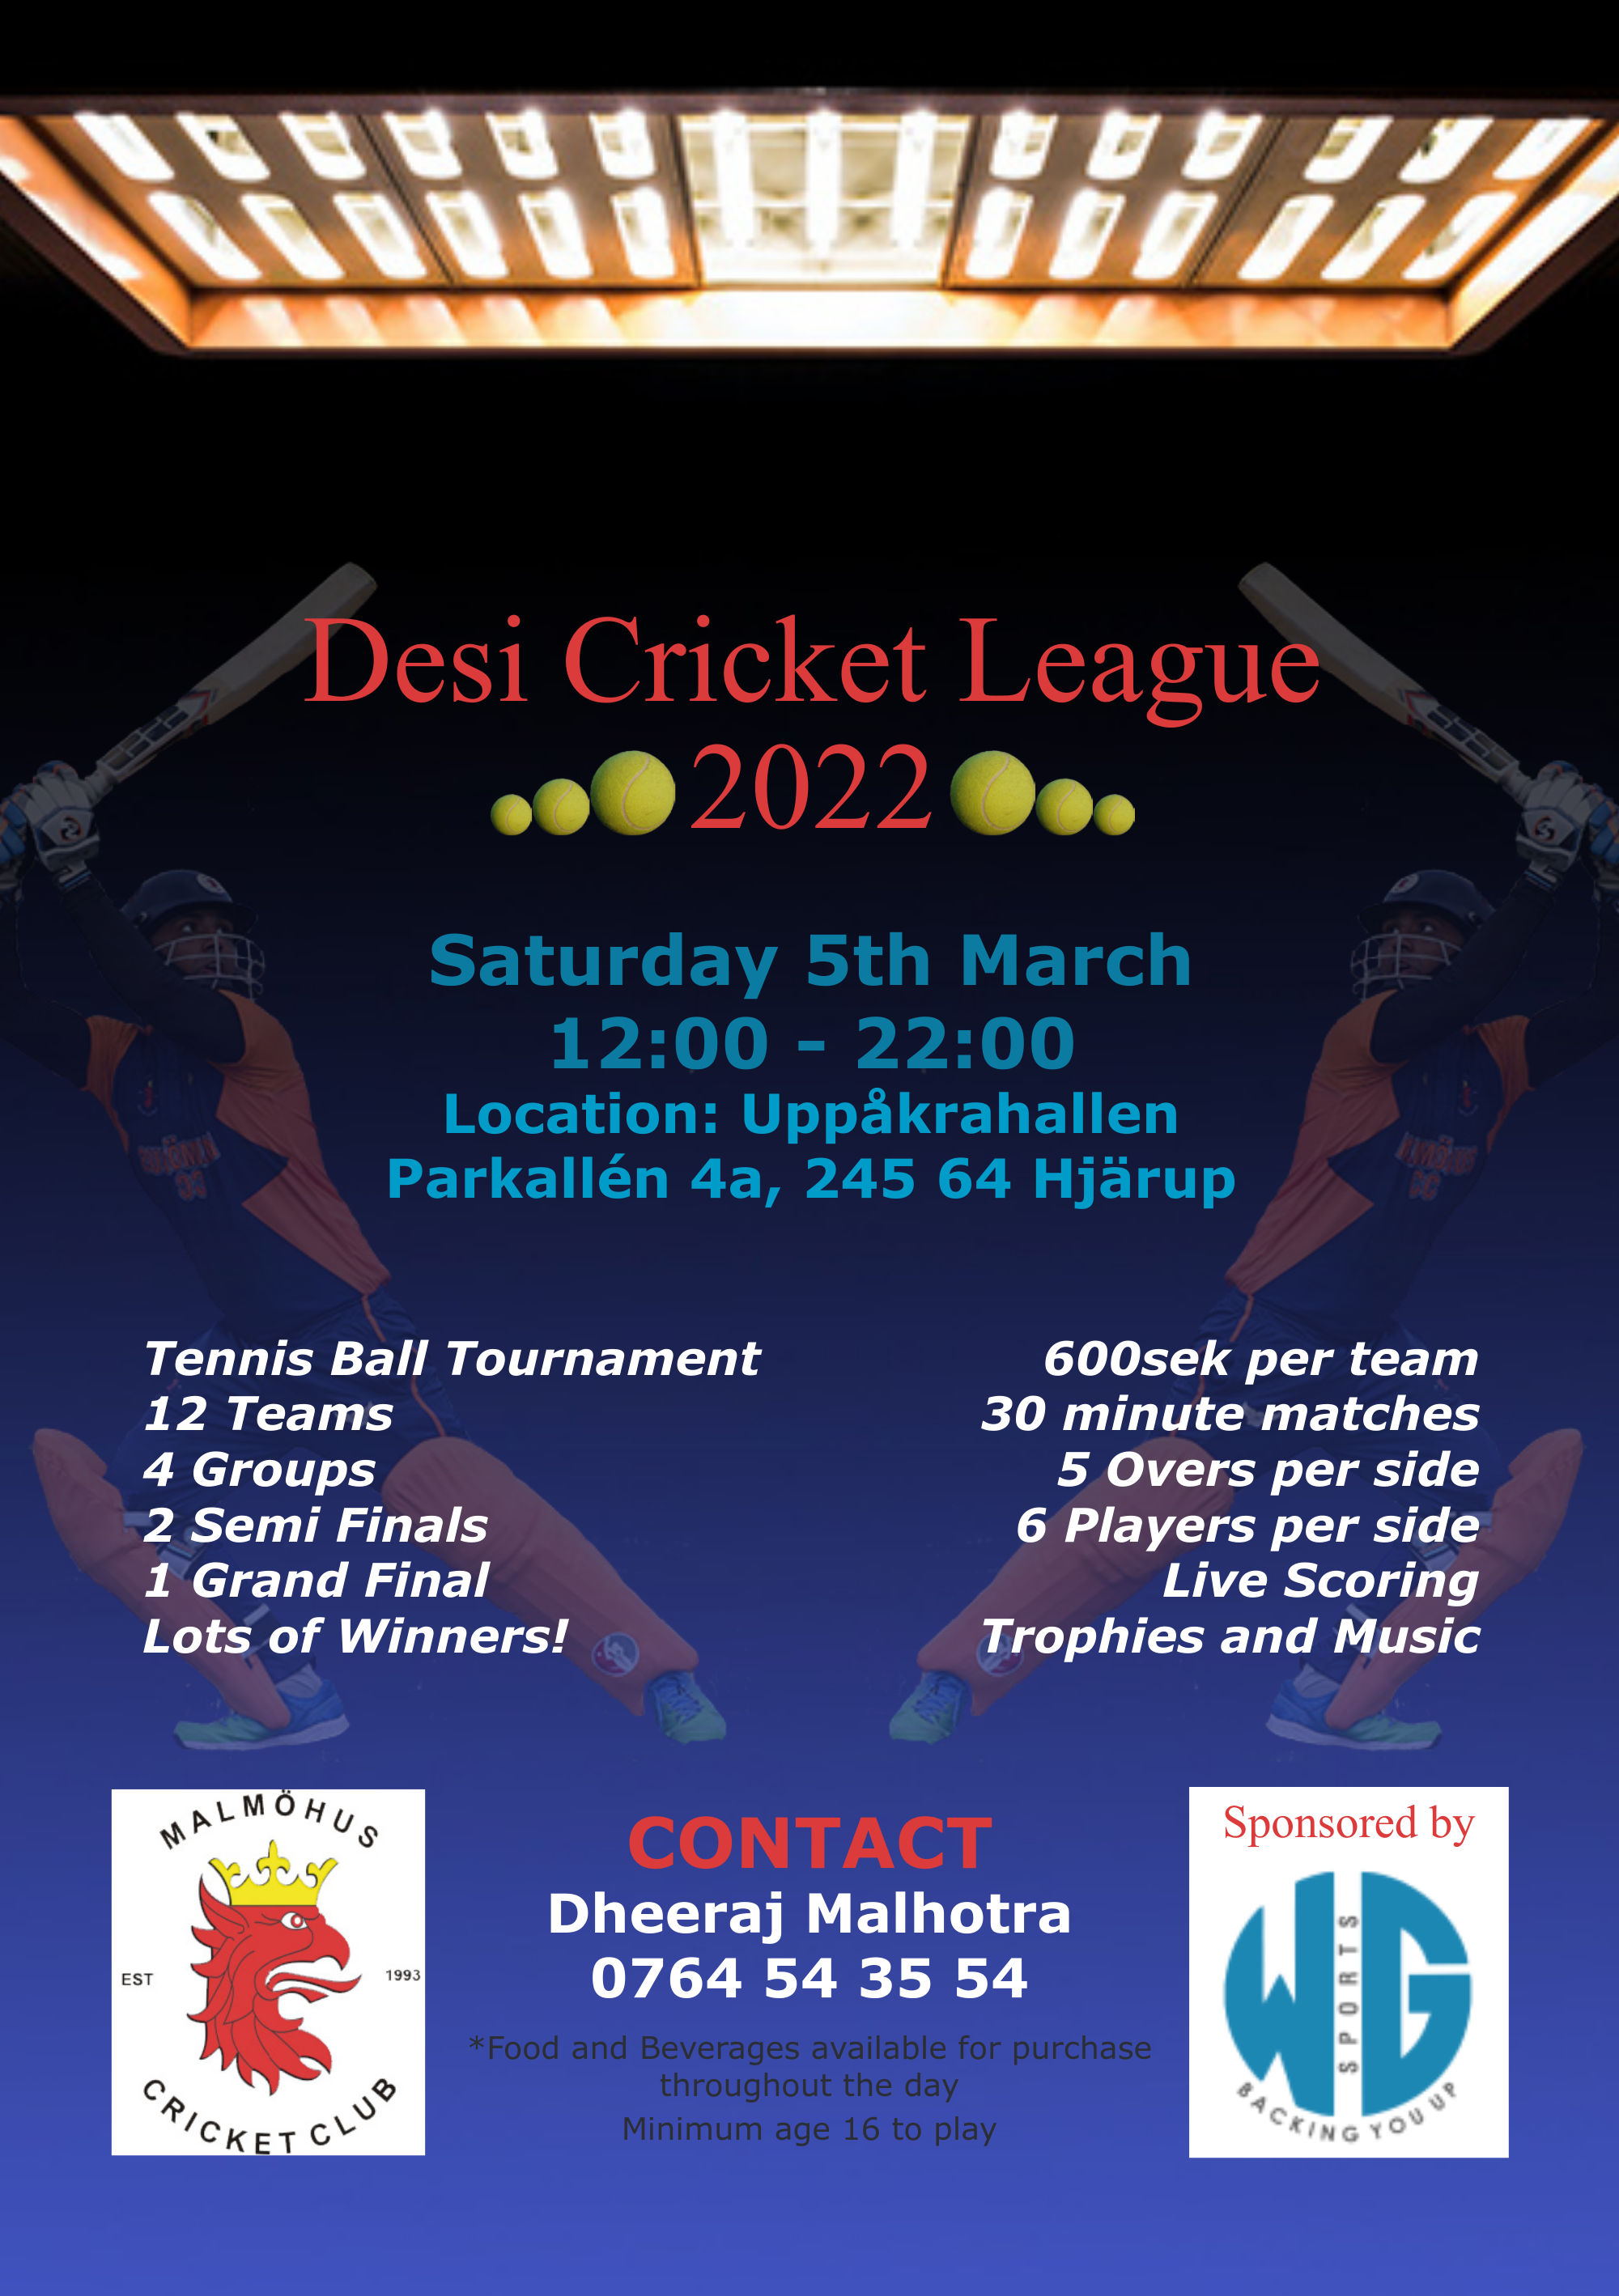 Desi Cricket League
2022
Saturday 5th March
12:00 - 22:00
Location: Uppåkrahallen
Parkallén 4a, 245 64 Hjärup
Tennis Ball Tournament
12 Teams
4 Groups
2 Semi Finals
1 Grand Final
Lots of Winners!
600sek per team
30 minute matches
5 Overs per side
6 Players per side
Live Scoring
Trophies and Music
MALMÖHUS
EST 1993
CRICKET CLUB
CONTACT
Dheeraj Malhotra
0764 54 35 54
*Food and Beverages available for purchase
throughout the day
Minimum age 16 to play
Sponsored by
WG
SPORTS
BACKING YOU UP